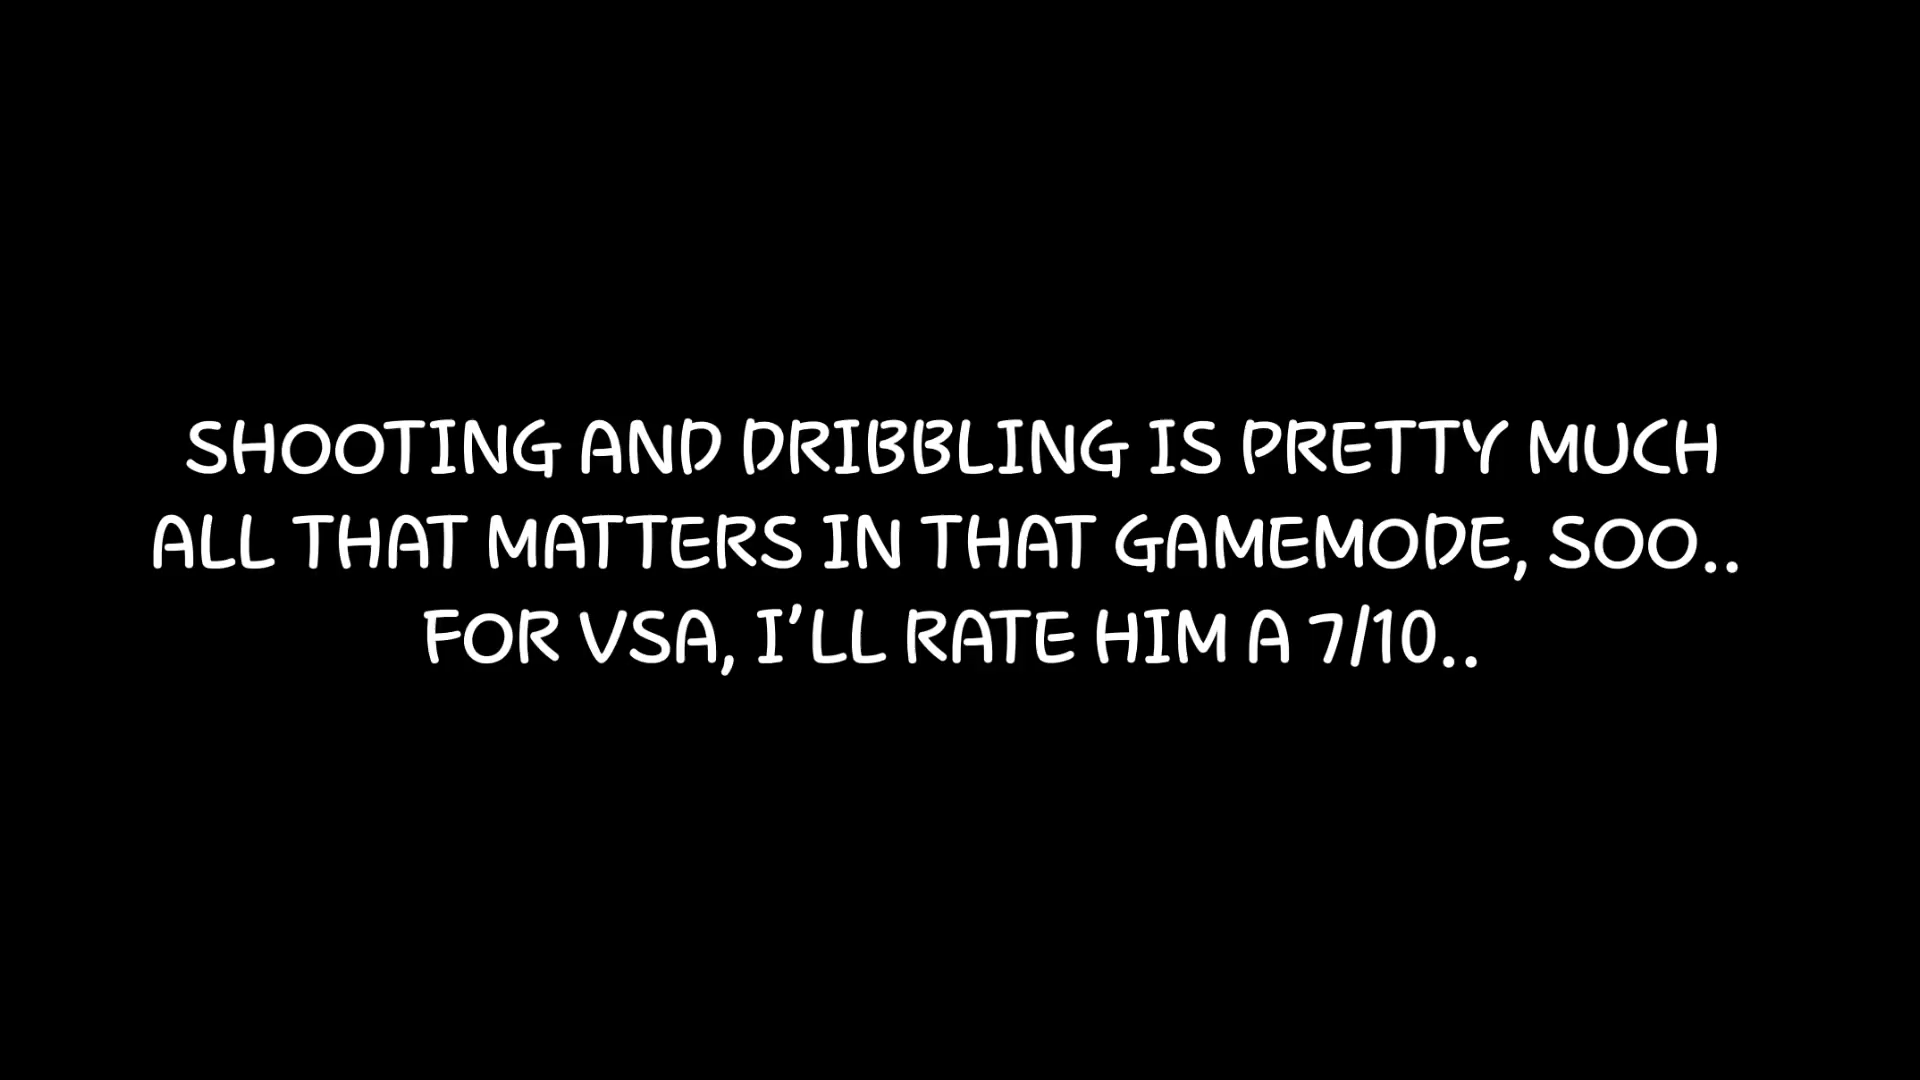 SHOOTING AND DRIBBLING IS PRETTY MUCH
ALL THAT MATTERS IN THAT GAMEMODE, SOO..
FOR VSA, I'LL RATE HIM A 7/10..